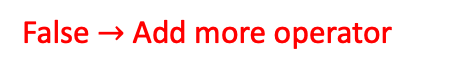 False → Add more operator